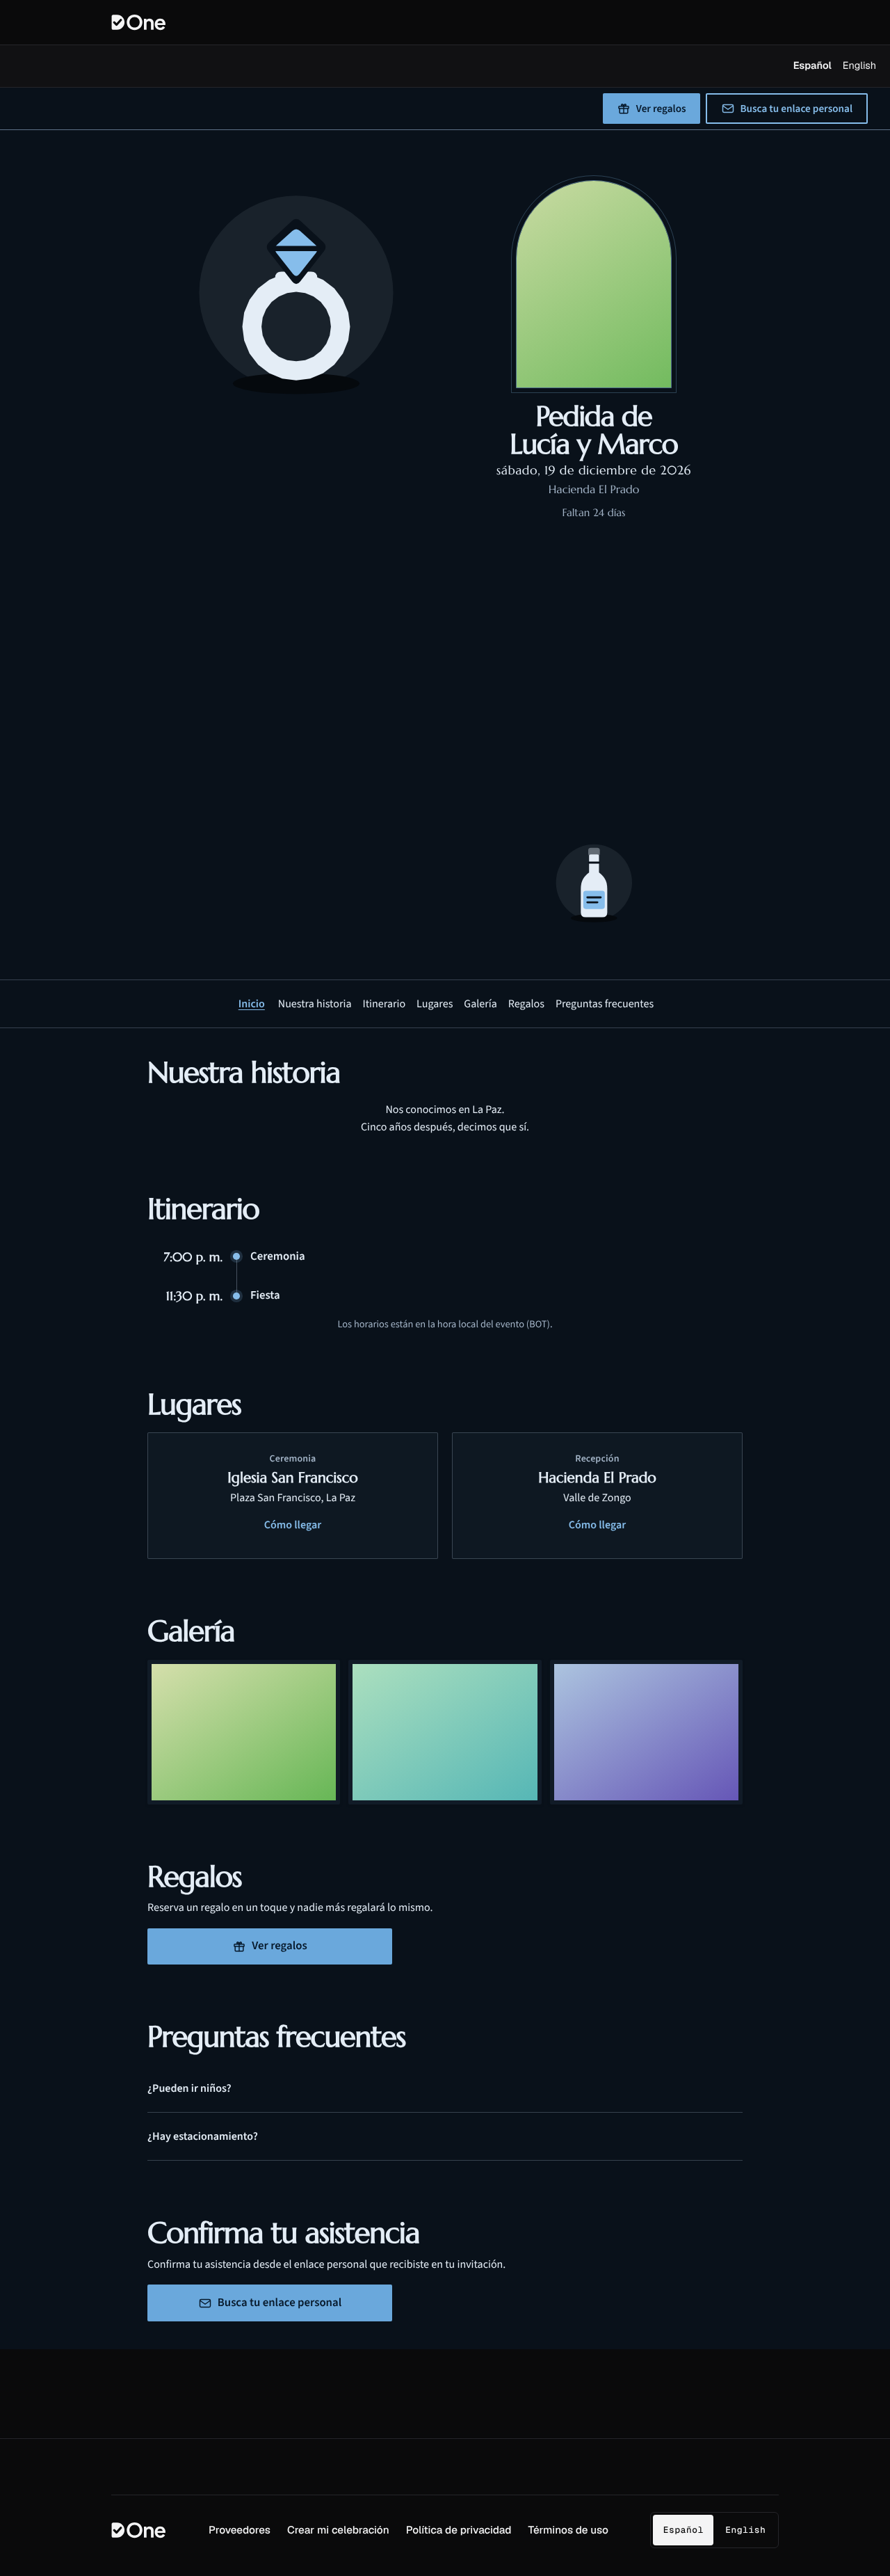 One
Español English
Ver regalos Busca tu enlace personal
Pedida de
Lucía y Marco
sábado, 19 de diciembre de 2026
Hacienda El Prado
Faltan 24 días
Inicio Nuestra historia Itinerario Lugares Galería Regalos Preguntas frecuentes
Nuestra historia
Nos conocimos en La Paz.
Cinco años después, decimos que sí.
Itinerario
7:00 p. m. Ceremonia
11:30 p. m. Fiesta
Los horarios están en la hora local del evento (BOT).
Lugares
Ceremonia
Iglesia San Francisco
Plaza San Francisco, La Paz
Cómo llegar
Recepción
Hacienda El Prado
Valle de Zongo
Cómo llegar
Galería
Regalos
Reserva un regalo en un toque y nadie más regalará lo mismo.
Ver regalos
Preguntas frecuentes
¿Pueden ir niños?
¿Hay estacionamiento?
Confirma tu asistencia
Confirma tu asistencia desde el enlace personal que recibiste en tu invitación.
Busca tu enlace personal
One Proveedores Crear mi celebración Política de privacidad Términos de uso Español English